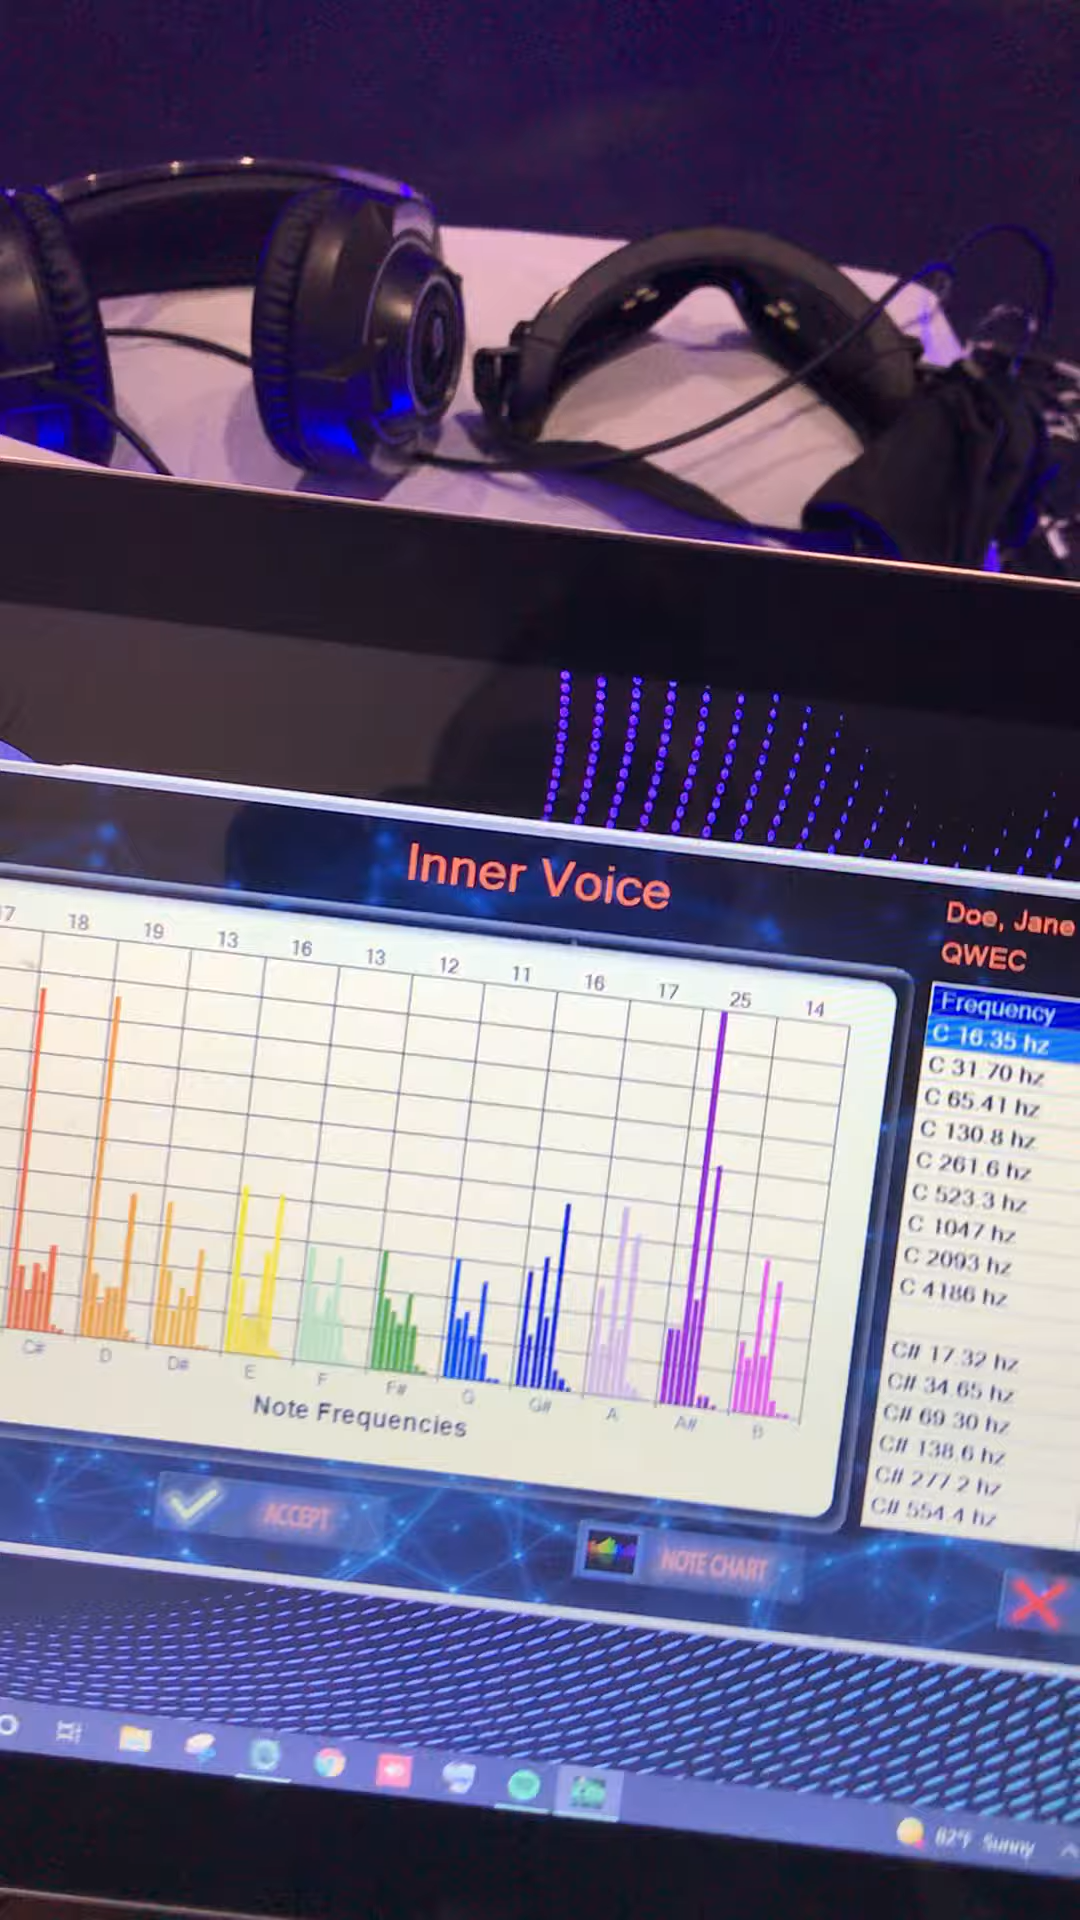 Inner Voice
Doe, Jane
QWEC
17 18 19 13 16 13 12 11 16 17 25 14
C# D D# E F F# G G# A A# B
Note Frequencies
Frequency
C 16.35 hz
C 31.70 hz
C 65.41 hz
C 130.8 hz
C 261.6 hz
C 523.3 hz
C 1047 hz
C 2093 hz
C 4186 hz
C# 17.32 hz
C# 34.65 hz
C# 69.30 hz
C# 138.6 hz
C# 277.2 hz
C# 554.4 hz
ACCEPT
NOTE CHART
82°F Sunny